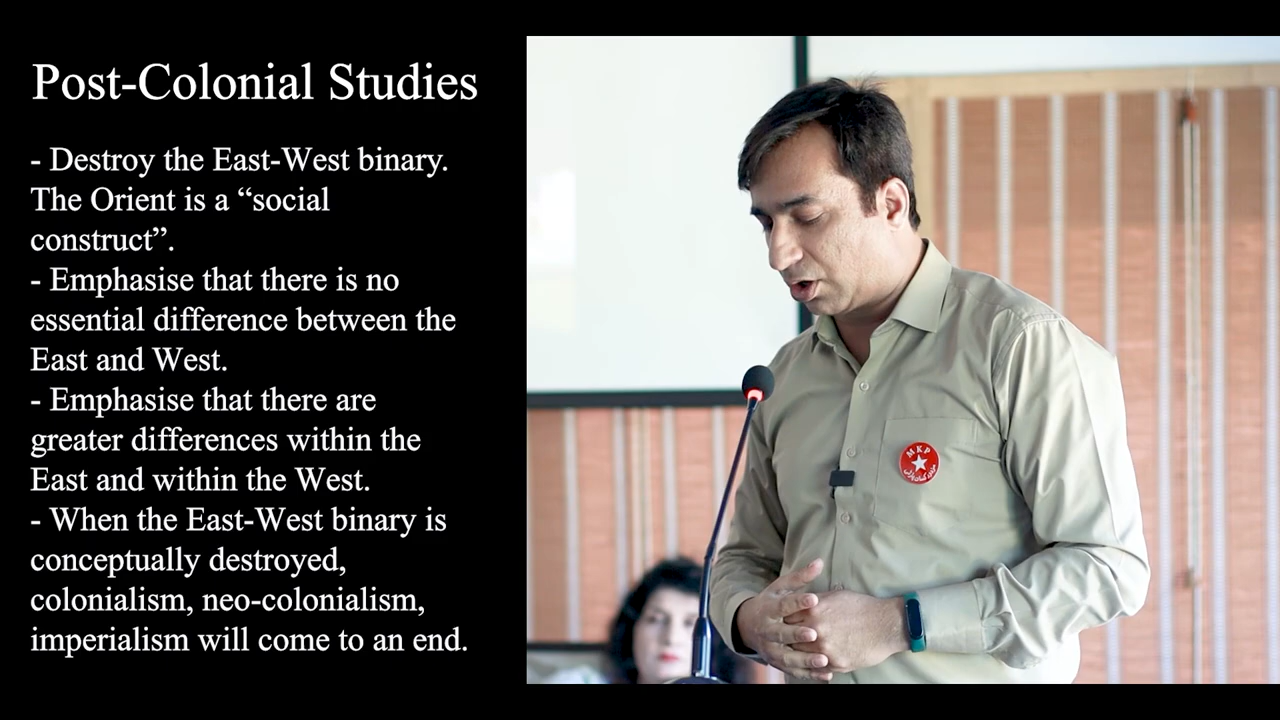 Post-Colonial Studies
- Destroy the East-West binary.
The Orient is a “social
construct”.
- Emphasise that there is no
essential difference between the
East and West.
- Emphasise that there are
greater differences within the
East and within the West.
- When the East-West binary is
conceptually destroyed,
colonialism, neo-colonialism,
imperialism will come to an end.
MKP